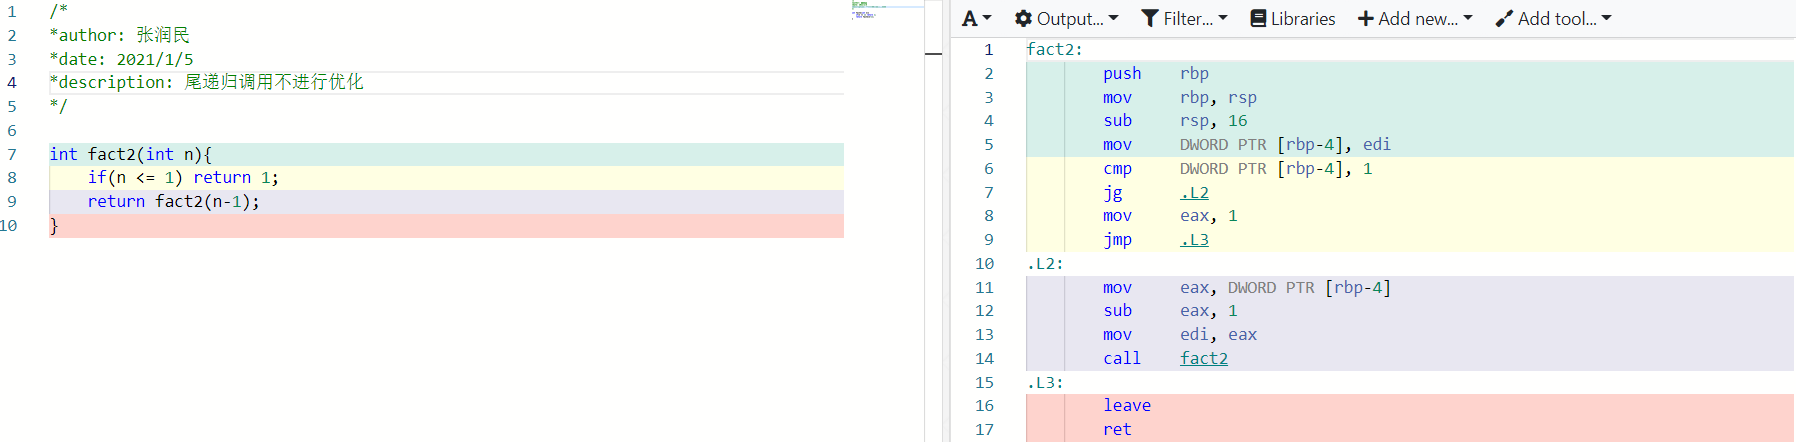 1 /*
2 *author: 张润民
3 *date: 2021/1/5
4 *description: 尾递归调用不进行优化
5 */
6
7 int fact2(int n){
8     if(n <= 1) return 1;
9     return fact2(n-1);
10 }
A Output... Filter... Libraries Add new... Add tool...
1 fact2:
2         push    rbp
3         mov     rbp, rsp
4         sub     rsp, 16
5         mov     DWORD PTR [rbp-4], edi
6         cmp     DWORD PTR [rbp-4], 1
7         jg      .L2
8         mov     eax, 1
9         jmp     .L3
10 .L2:
11         mov     eax, DWORD PTR [rbp-4]
12         sub     eax, 1
13         mov     edi, eax
14         call    fact2
15 .L3:
16         leave
17         ret